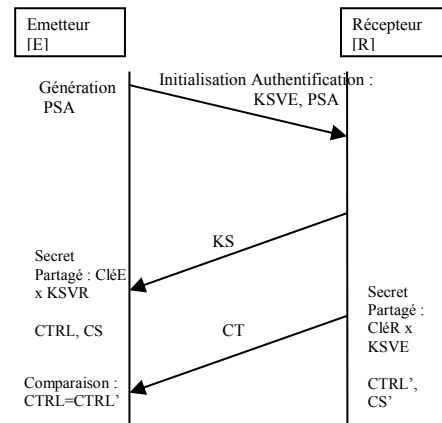 Emetteur
[E]
Récepteur
[R]
Génération
PSA
Initialisation Authentification :
KSVE, PSA
KS
Secret
Partagé : CléE
x KSVR
CTRL, CS
Secret
Partagé :
CléR x
KSVE
CT
CTRL’,
CS’
Comparaison :
CTRL=CTRL’